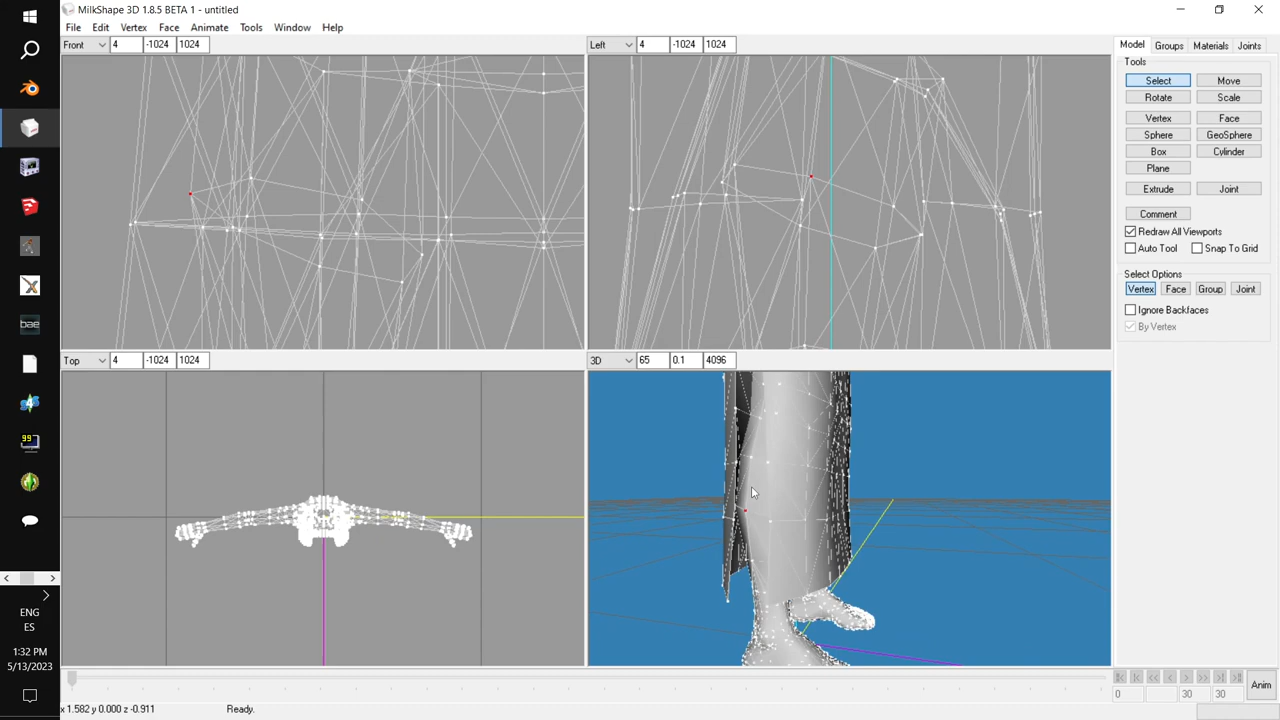 MilkShape 3D 1.8.5 BETA 1 - untitled
File Edit Vertex Face Animate Tools Window Help
Front 4 -1024 1024
Left 4 -1024 1024
Model Groups Materials Joints
Tools
Select Move
Rotate Scale
Vertex Face
Sphere GeoSphere
Box Cylinder
Plane
Extrude Joint
Comment
Redraw All Viewports
Auto Tool Snap To Grid
Select Options
Vertex Face Group Joint
Ignore Backfaces
By Vertex
Top 4 -1024 1024
3D 65 0.1 4096
bae
99
ENG
ES
1:32 PM
5/13/2023
0 30 30
Anim
x 1.582 y 0.000 z -0.911 Ready.